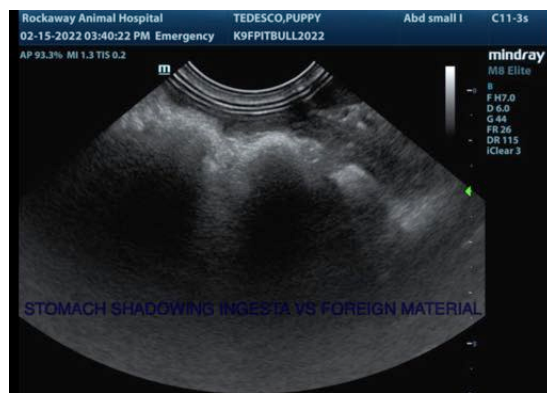 Rockaway Animal Hospital TEDESCO,PUPPY Abd small I C11-3s
02-15-2022 03:40:22 PM Emergency K9FPITBULL2022
AP 93.3% MI 1.3 TIS 0.2
m
mindray
M8 Elite
B
F H7.0
D 6.0
G 44
FR 26
DR 115
iClear 3
STOMACH SHADOWING INGESTA VS FOREIGN MATERIAL